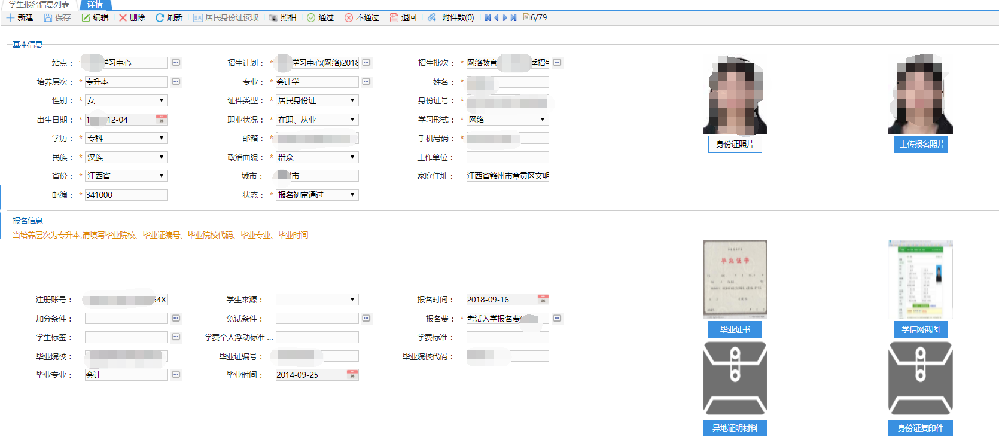 学生报名信息列表 详情
新建 保存 编辑 删除 刷新 居民身份证读取 照相 通过 不通过 退回 附件数(0) 6/79
基本信息
站点： 学习中心 招生计划： * 学习中心(网络)2018 招生批次： * 网络教育 季招生
培养层次： * 专升本 专业： * 会计学 姓名： *
性别： * 女 证件类型： * 居民身份证 身份证号： *
出生日期： * 1 12-04 职业状况： * 在职、从业 学习形式： * 网络
学历： * 专科 邮箱： * 手机号码： *
民族： * 汉族 政治面貌： * 群众 工作单位：
省份： * 江西省 城市： 市 家庭住址： 江西省赣州市章贡区文明
邮编： * 341000 状态： * 报名初审通过
身份证照片 上传报名照片
报名信息
当培养层次为专升本,请填写毕业院校、毕业证编号、毕业院校代码、毕业专业、毕业时间
注册账号： 64X 学生来源： 报名时间： 2018-09-16
加分条件： 免试条件： 报名费： * 考试入学报名费(
学生标签： 学费个人浮动标准 ... 学费标准：
毕业院校： 毕业证编号： 毕业院校代码：
毕业专业： 会计 毕业时间： 2014-09-25
毕业证书
毕业证书 学信网截图
异地证明材料 身份证复印件